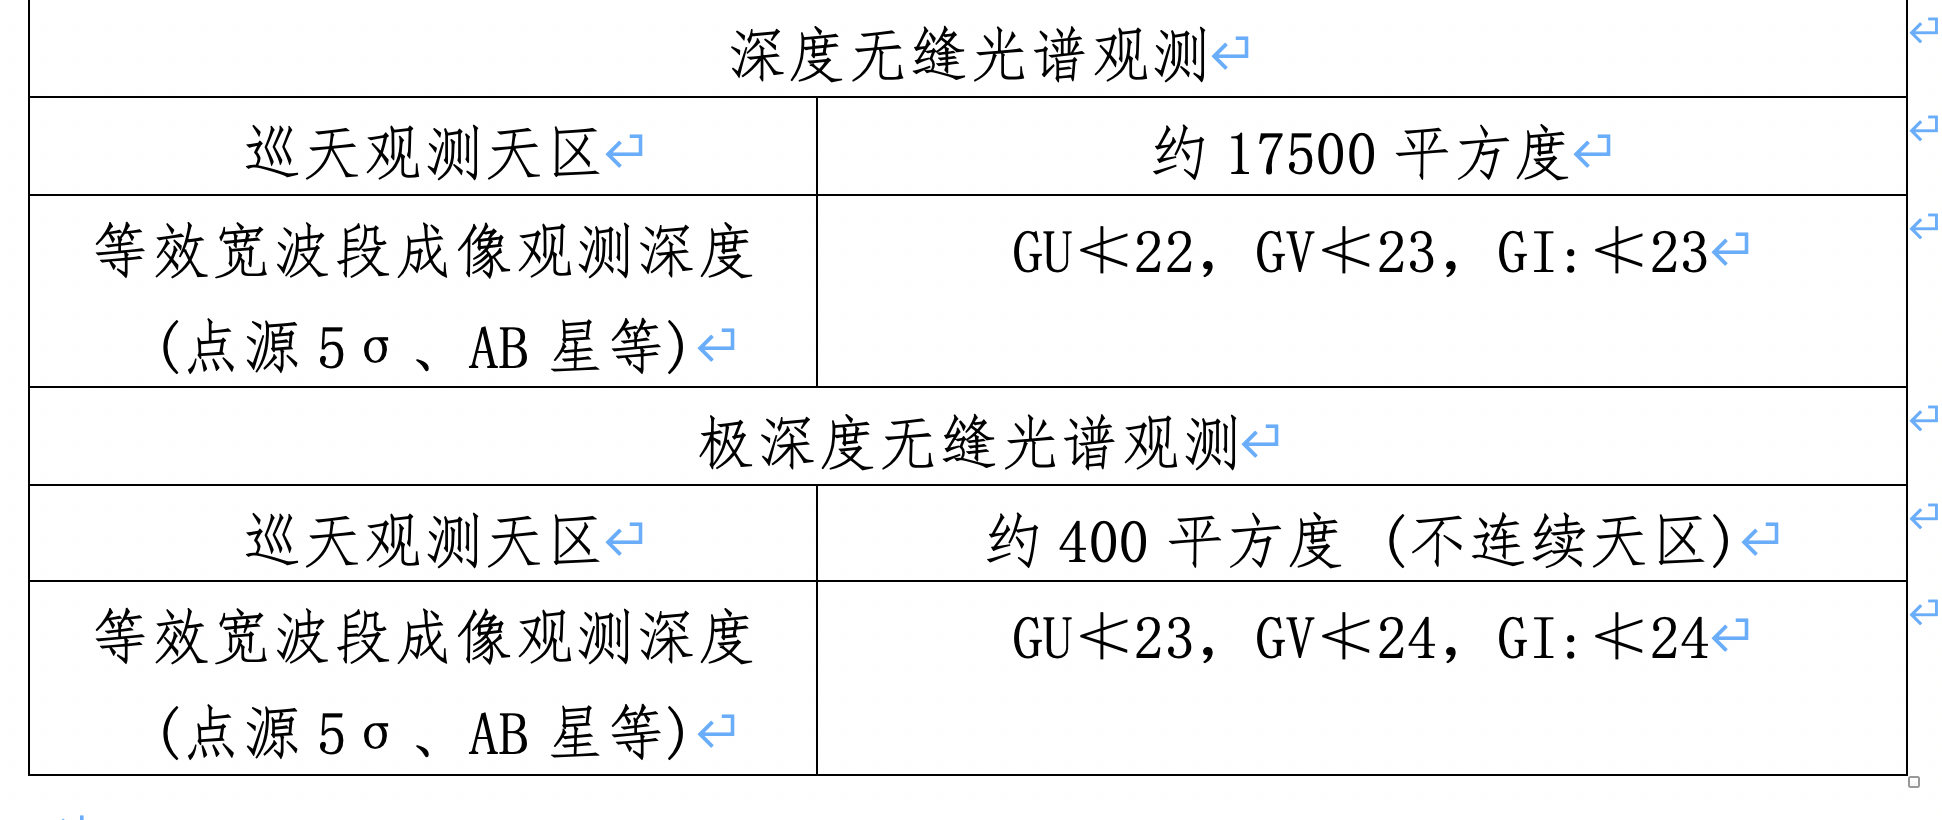 深度无缝光谱观测
巡天观测天区
约 17500 平方度
等效宽波段成像观测深度
(点源 5σ、AB 星等)
GU≮22，GV≮23，GI:≮23
极深度无缝光谱观测
巡天观测天区
约 400 平方度 (不连续天区)
等效宽波段成像观测深度
(点源 5σ、AB 星等)
GU≮23，GV≮24，GI:≮24